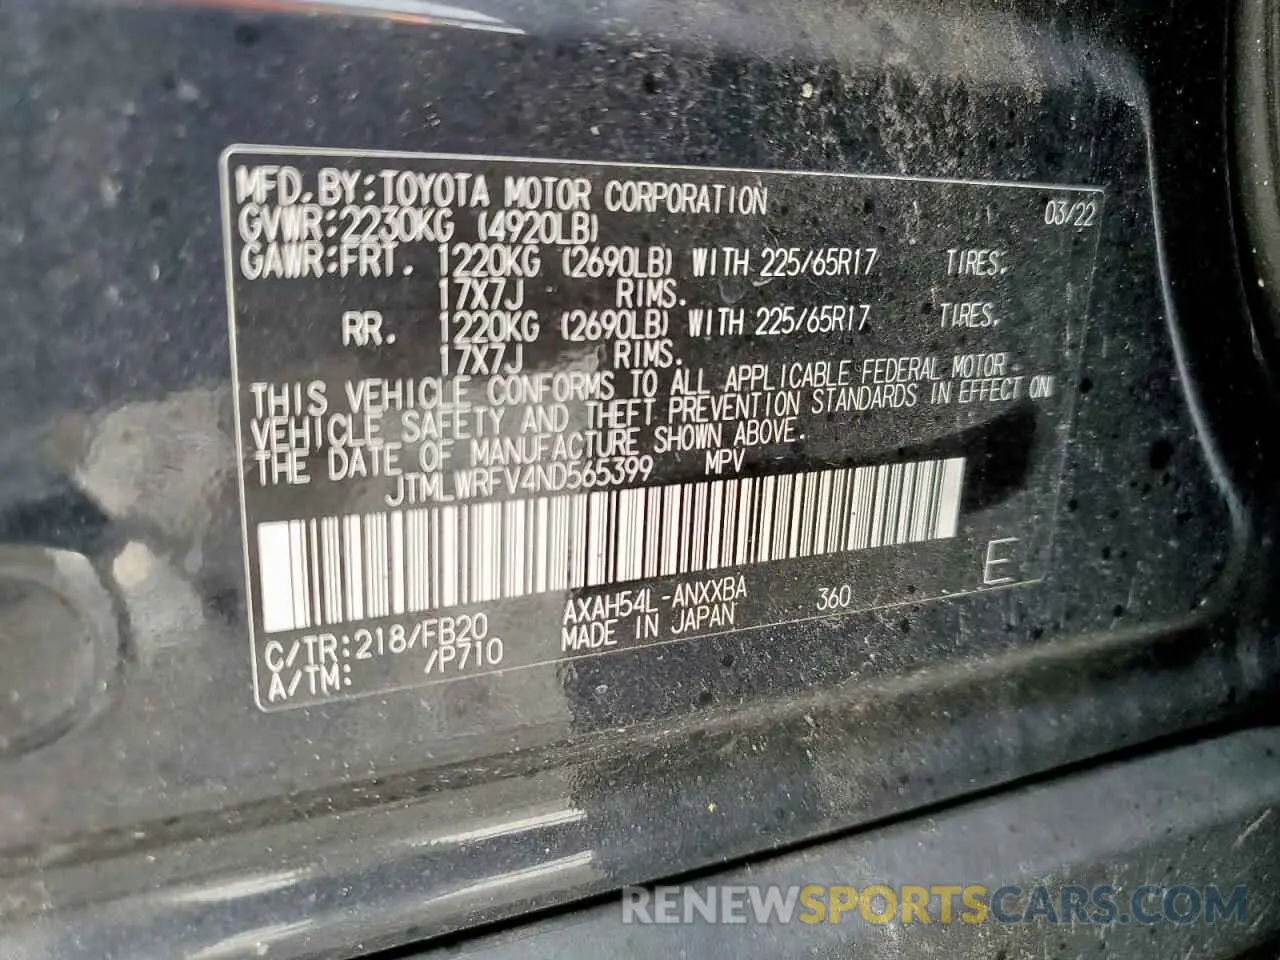 MFD.BY:TOYOTA MOTOR CORPORATION 03/22
GVWR:2230KG (4920LB)
GAWR:FRT. 1220KG (2690LB) WITH 225/65R17 TIRES.
17X7J RIMS.
RR. 1220KG (2690LB) WITH 225/65R17 TIRES.
17X7J RIMS.
THIS VEHICLE CONFORMS TO ALL APPLICABLE FEDERAL MOTOR
VEHICLE SAFETY AND THEFT PREVENTION STANDARDS IN EFFECT ON
THE DATE OF MANUFACTURE SHOWN ABOVE.
JTMLWRFV4ND565399 MPV
C/TR:218/FB20 AXAH54L-ANXXBA 360 E
A/TM: /P710 MADE IN JAPAN
RENEWSPORTSCARS.COM